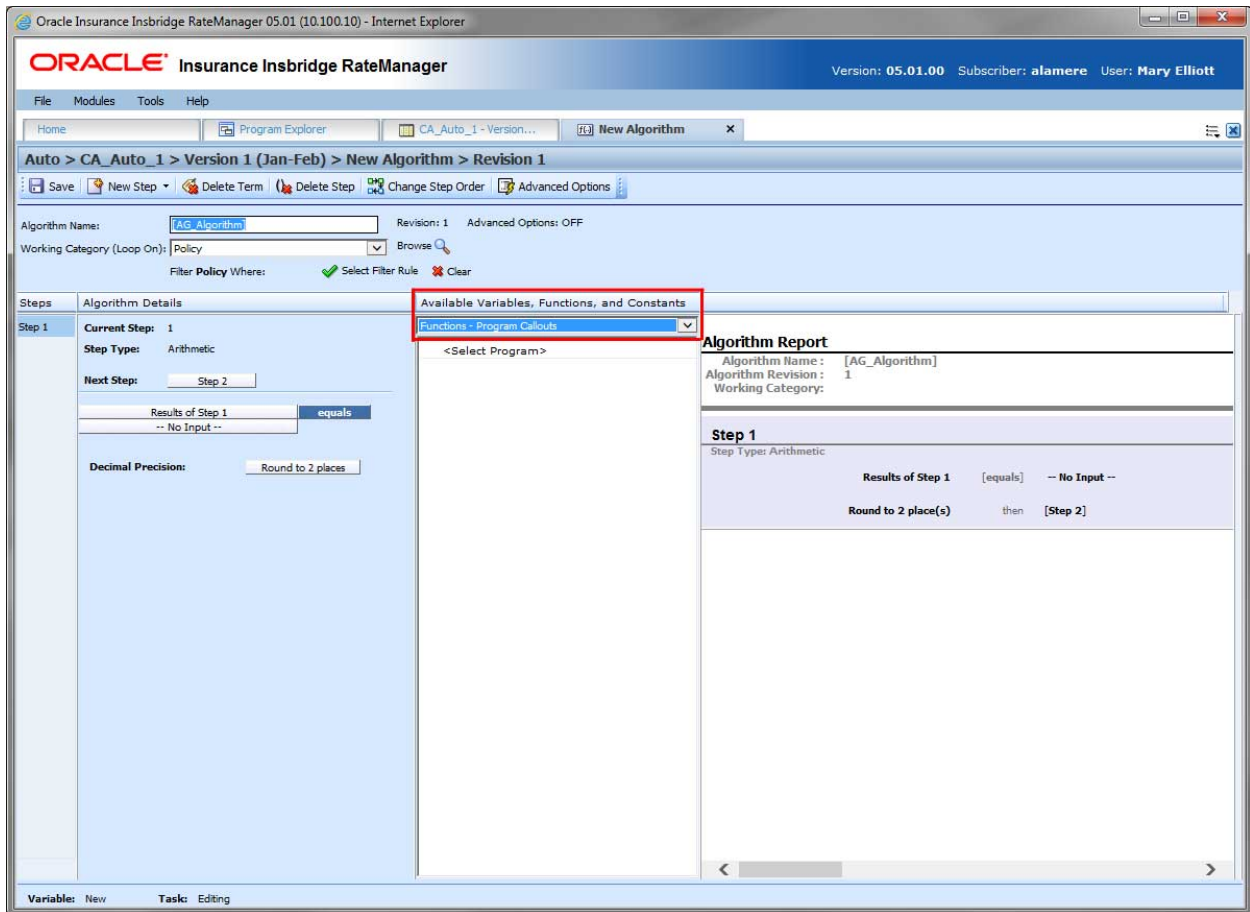 Oracle Insurance Insbridge RateManager 05.01 (10.100.10) - Internet Explorer
ORACLE Insurance Insbridge RateManager
Version: 05.01.00 Subscriber: alamere User: Mary Elliott
File Modules Tools Help
Home Program Explorer CA_Auto_1 - Version... New Algorithm
Auto > CA_Auto_1 > Version 1 (Jan-Feb) > New Algorithm > Revision 1
Save New Step Delete Term Delete Step Change Step Order Advanced Options
Algorithm Name: [AG_Algorithm] Revision: 1 Advanced Options: OFF
Working Category (Loop On): Policy Browse
Filter Policy Where: Select Filter Rule Clear
Steps Algorithm Details Available Variables, Functions, and Constants
Step 1
Current Step: 1
Step Type: Arithmetic
Next Step: Step 2
Results of Step 1 equals
-- No Input --
Decimal Precision: Round to 2 places
Functions - Program Callouts
<Select Program>
Algorithm Report
Algorithm Name : [AG_Algorithm]
Algorithm Revision : 1
Working Category:
Step 1
Step Type: Arithmetic
Results of Step 1 [equals] -- No Input --
Round to 2 place(s) then [Step 2]
Variable: New Task: Editing